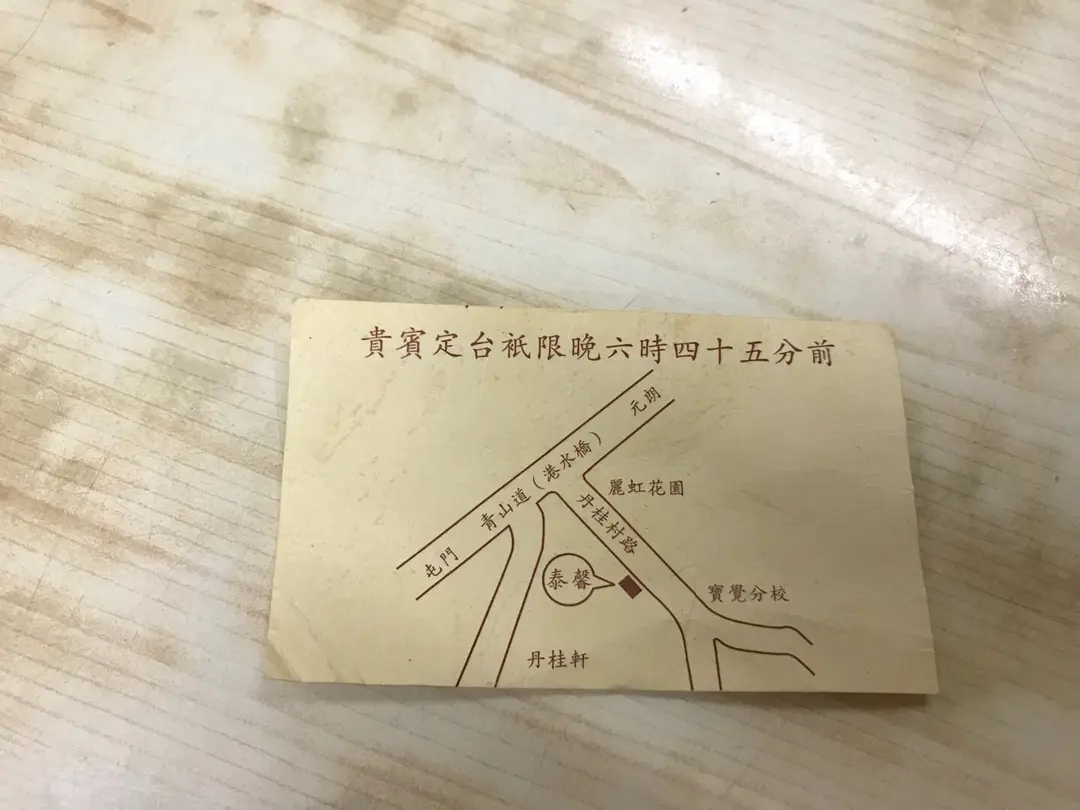 貴賓定台祇限晚六時四十五分前
元朗
青山道（港水橋）
屯門
麗虹花園
丹桂村路
泰馨
寶覺分校
丹桂軒